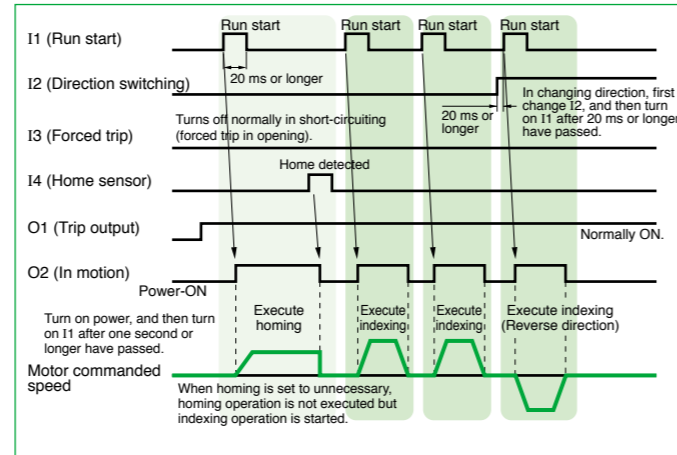 Run start Run start Run start Run start
I1 (Run start)
20 ms or longer
I2 (Direction switching)
In changing direction, first
change I2, and then turn
on I1 after 20 ms or longer
have passed.
20 ms or
longer
Turns off normally in short-circuiting
(forced trip in opening).
I3 (Forced trip)
Home detected
I4 (Home sensor)
O1 (Trip output)
Normally ON.
O2 (In motion)
Power-ON
Turn on power, and then turn
on I1 after one second or
longer have passed.
Execute
homing
Execute
indexing
Execute
indexing
Execute indexing
(Reverse direction)
Motor commanded
speed
When homing is set to unnecessary,
homing operation is not executed but
indexing operation is started.